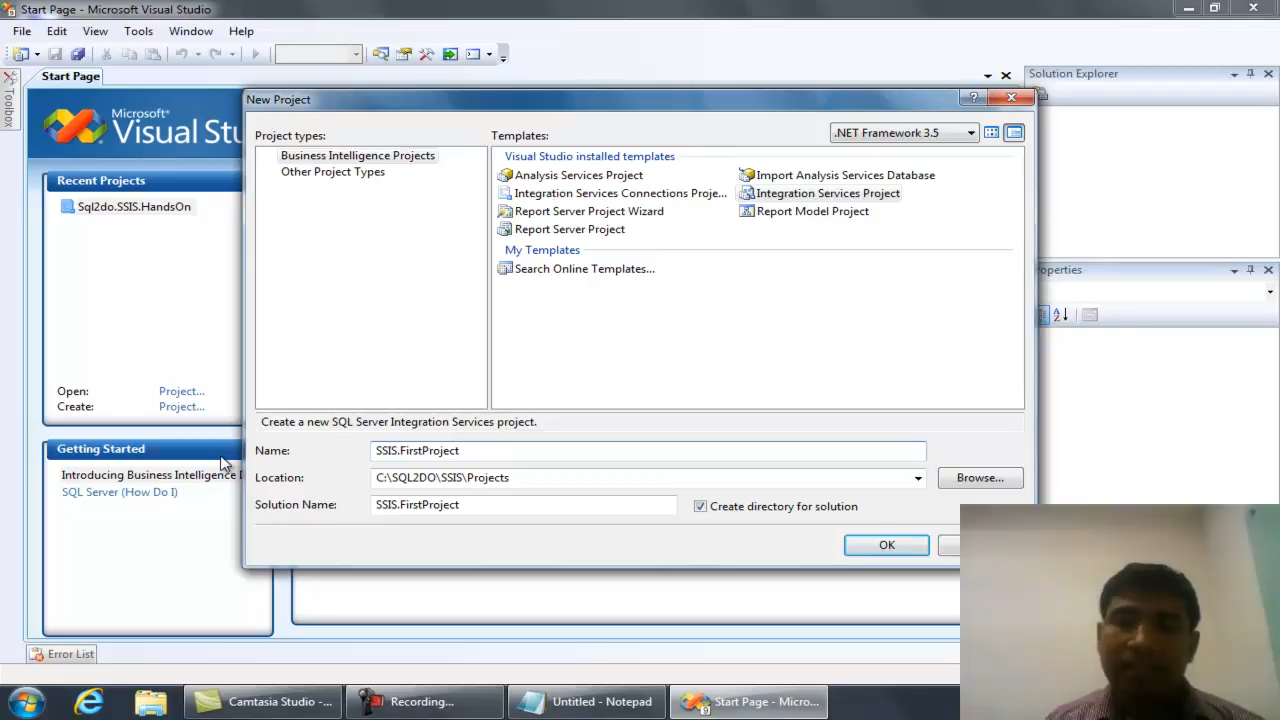 Start Page - Microsoft Visual Studio
File Edit View Tools Window Help
Start Page
Solution Explorer
Toolbox
Microsoft®
Visual Stu
Recent Projects
Sql2do.SSIS.HandsOn
Open: Project...
Create: Project...
Getting Started
Introducing Business Intelligence D
SQL Server (How Do I)
New Project
Project types:
Business Intelligence Projects
Other Project Types
Templates:
.NET Framework 3.5
Visual Studio installed templates
Analysis Services Project
Import Analysis Services Database
Integration Services Connections Proje...
Integration Services Project
Report Server Project Wizard
Report Model Project
Report Server Project
My Templates
Search Online Templates...
Create a new SQL Server Integration Services project.
Name: SSIS.FirstProject
Location: C:\SQL2DO\SSIS\Projects
Browse...
Solution Name: SSIS.FirstProject
Create directory for solution
OK
roperties
Error List
Camtasia Studio -...
Recording...
Untitled - Notepad
Start Page - Micro...